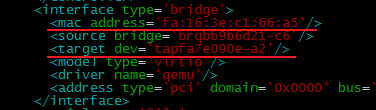 <interface type='bridge'>
<mac address='fa:16:3e:c1:66:a5'/>
<source bridge='brqbb9b6d21-c6'/>
<target dev='tapfa7e090e-a2'/>
<model type='virtio'/>
<driver name='qemu'/>
<address type='pci' domain='0x0000' bus='
</interface>